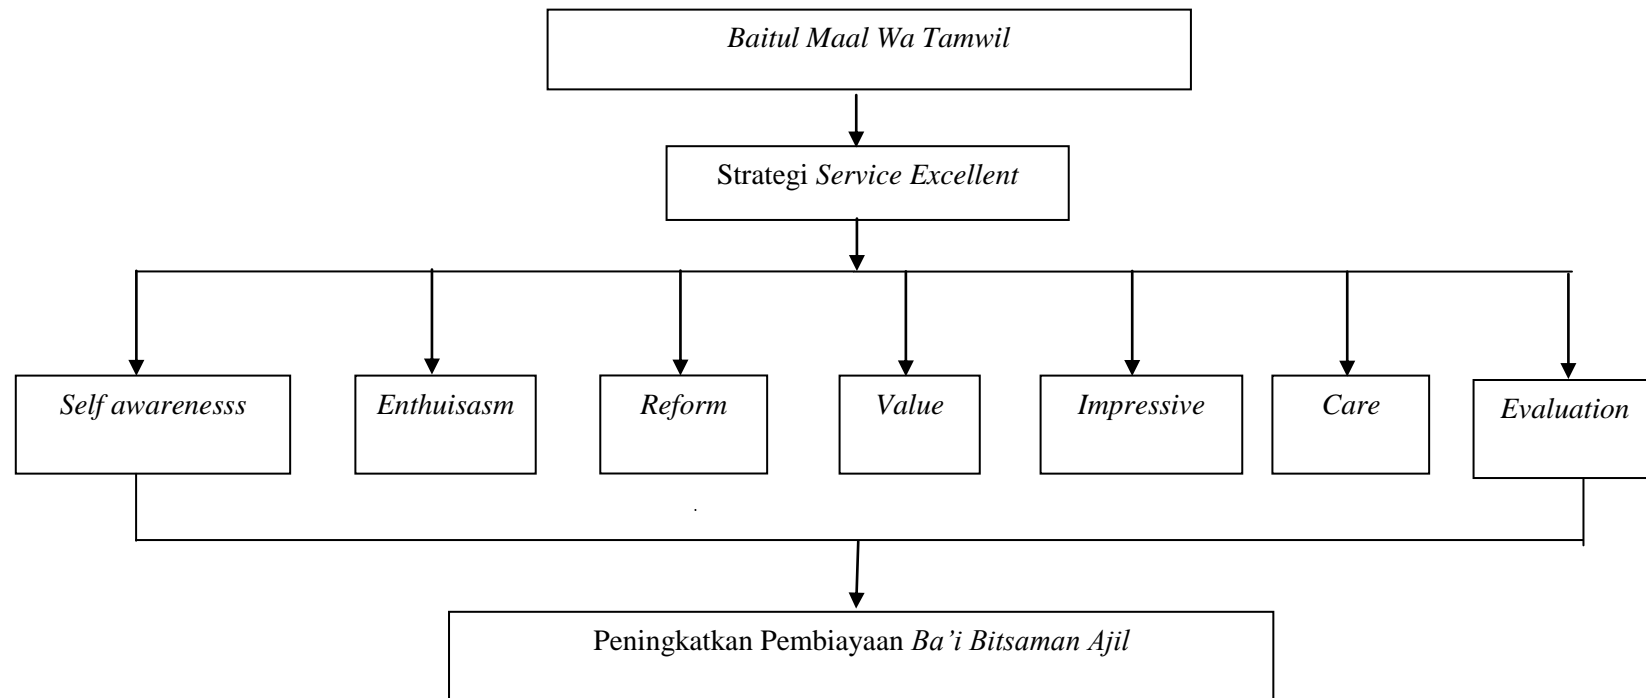 Baitul Maal Wa Tamwil
Strategi Service Excellent
Self awarenesss
Enthuisasm
Reform
Value
Impressive
Care
Evaluation
Peningkatkan Pembiayaan Ba’i Bitsaman Ajil